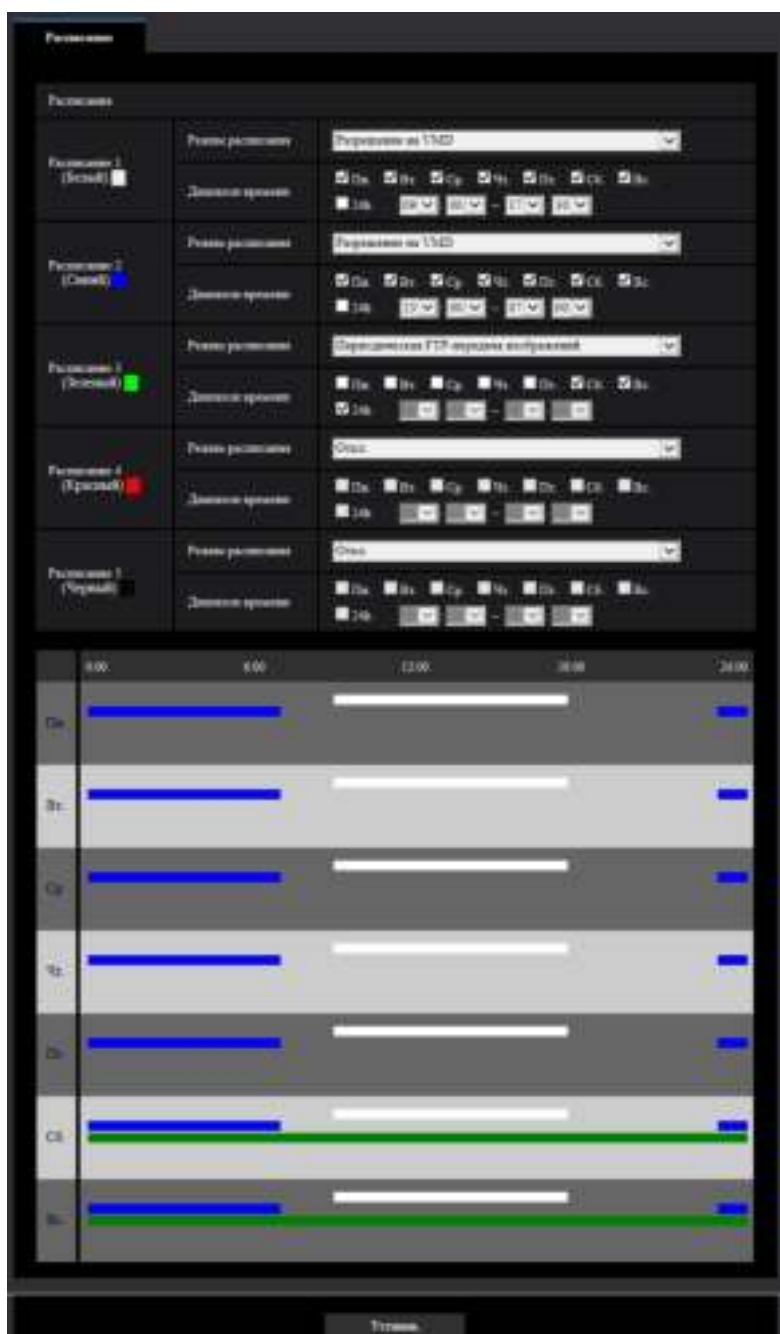 Расписание
Расписание
Расписание 1
(Белый)
Режим расписания
Разрешение на VMD
Диапазон времени
Пн. Вт. Ср. Чт. Пт. Сб. Вс.
24h
Расписание 2
(Синий)
Режим расписания
Разрешение на VMD
Диапазон времени
Пн. Вт. Ср. Чт. Пт. Сб. Вс.
24h
Расписание 3
(Зеленый)
Режим расписания
Периодическая FTP-передача изображений
Диапазон времени
Пн. Вт. Ср. Чт. Пт. Сб. Вс.
24h
Расписание 4
(Красный)
Режим расписания
Откл.
Диапазон времени
Пн. Вт. Ср. Чт. Пт. Сб. Вс.
24h
Расписание 5
(Черный)
Режим расписания
Откл.
Диапазон времени
Пн. Вт. Ср. Чт. Пт. Сб. Вс.
24h
0:00 6:00 12:00 18:00 24:00
Пн.
Вт.
Ср.
Чт.
Пт.
Сб.
Вс.
Установ.